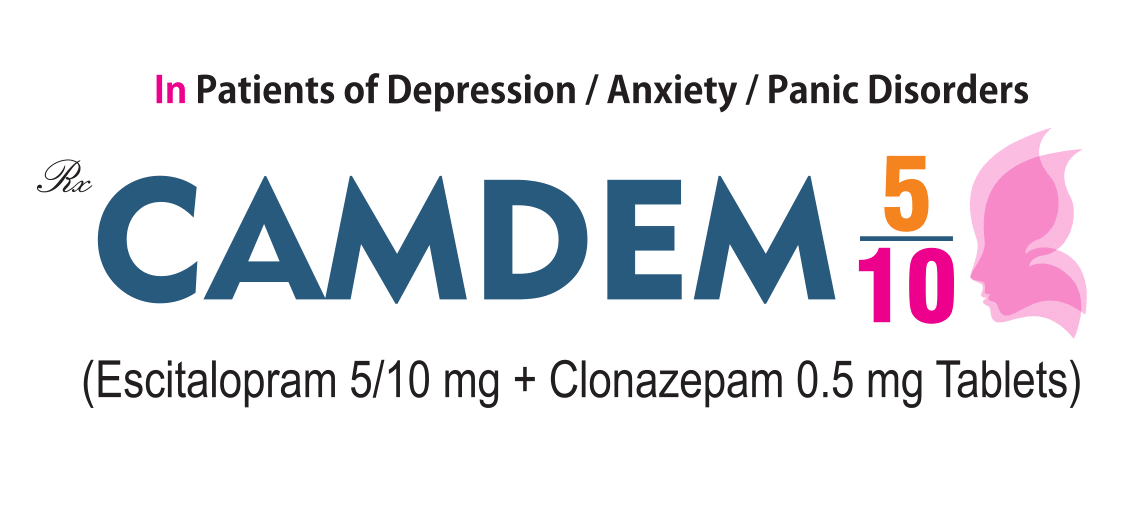 In Patients of Depression / Anxiety / Panic Disorders
Rx CAMDEM 5/10
(Escitalopram 5/10 mg + Clonazepam 0.5 mg Tablets)